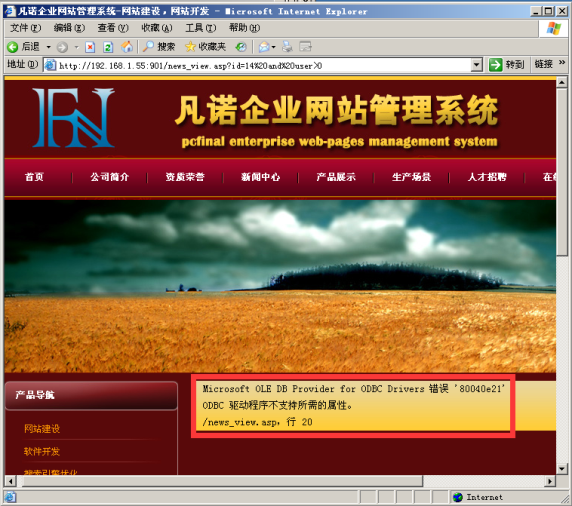 凡诺企业网站管理系统-网站建设，网站开发 - Microsoft Internet Explorer
文件(F) 编辑(E) 查看(V) 收藏(A) 工具(T) 帮助(H)
后退 搜索 收藏夹
地址(D) http://192.168.1.55:901/news_view.asp?id=14%20and%20user>0 转到 链接 »
FN 凡诺企业网站管理系统
pcfinal enterprise web-pages management system
首页 公司简介 资质荣誉 新闻中心 产品展示 生产场景 人才招聘 在
产品导航
网站建设
软件开发
搜索引擎优化
Microsoft OLE DB Provider for ODBC Drivers 错误 '80040e21'
ODBC 驱动程序不支持所需的属性。
/news_view.asp，行 20
Internet